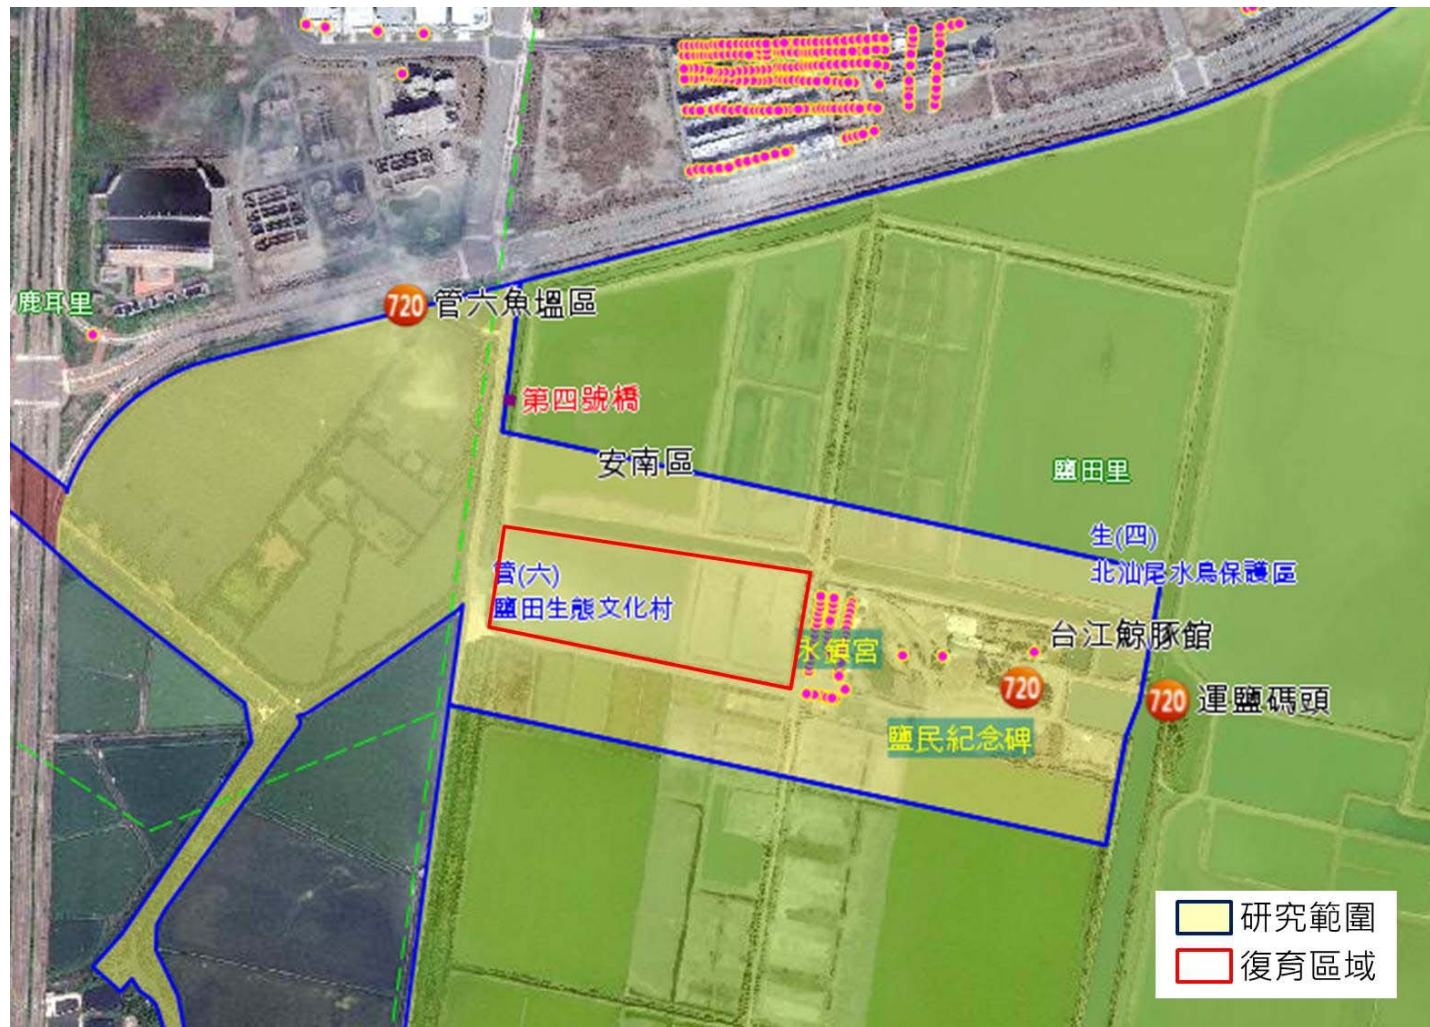 鹿耳里
720 管六魚塭區
第四號橋
安南區
鹽田里
生(四)
北汕尾水鳥保護區
管(六)
鹽田生態文化村
永鎮宮
台江鯨豚館
720
720 運鹽碼頭
鹽民紀念碑
研究範圍
復育區域